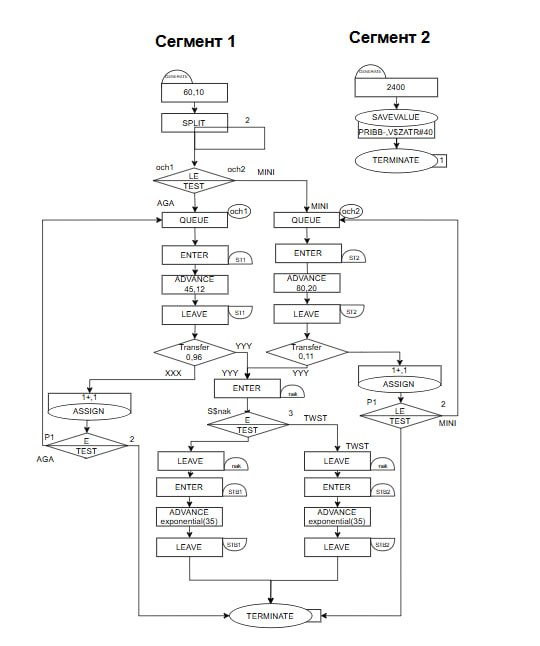 Сегмент 1
Сегмент 2
GENERATE
60,10
SPLIT
2
och1
LE
TEST
och2
MINI
AGA
MINI
QUEUE
och1
QUEUE
och2
ENTER
ST1
ENTER
ST2
ADVANCE
45,12
ADVANCE
80,20
LEAVE
ST1
LEAVE
ST2
Transfer
0,96
YYY
Transfer
0,11
XXX
YYY
YYY
1+,1
ASSIGN
ENTER
nak
1+,1
ASSIGN
P1
E
TEST
2
AGA
S$nak
E
TEST
3
TWST
P1
LE
TEST
2
MINI
TWST
LEAVE
nak
LEAVE
nak
ENTER
STB1
ENTER
STB2
ADVANCE
exponential(35)
ADVANCE
exponential(35)
LEAVE
STB1
LEAVE
STB2
TERMINATE
GENERATE
2400
SAVEVALUE
PRIBB-,V$ZATR#40
TERMINATE
1